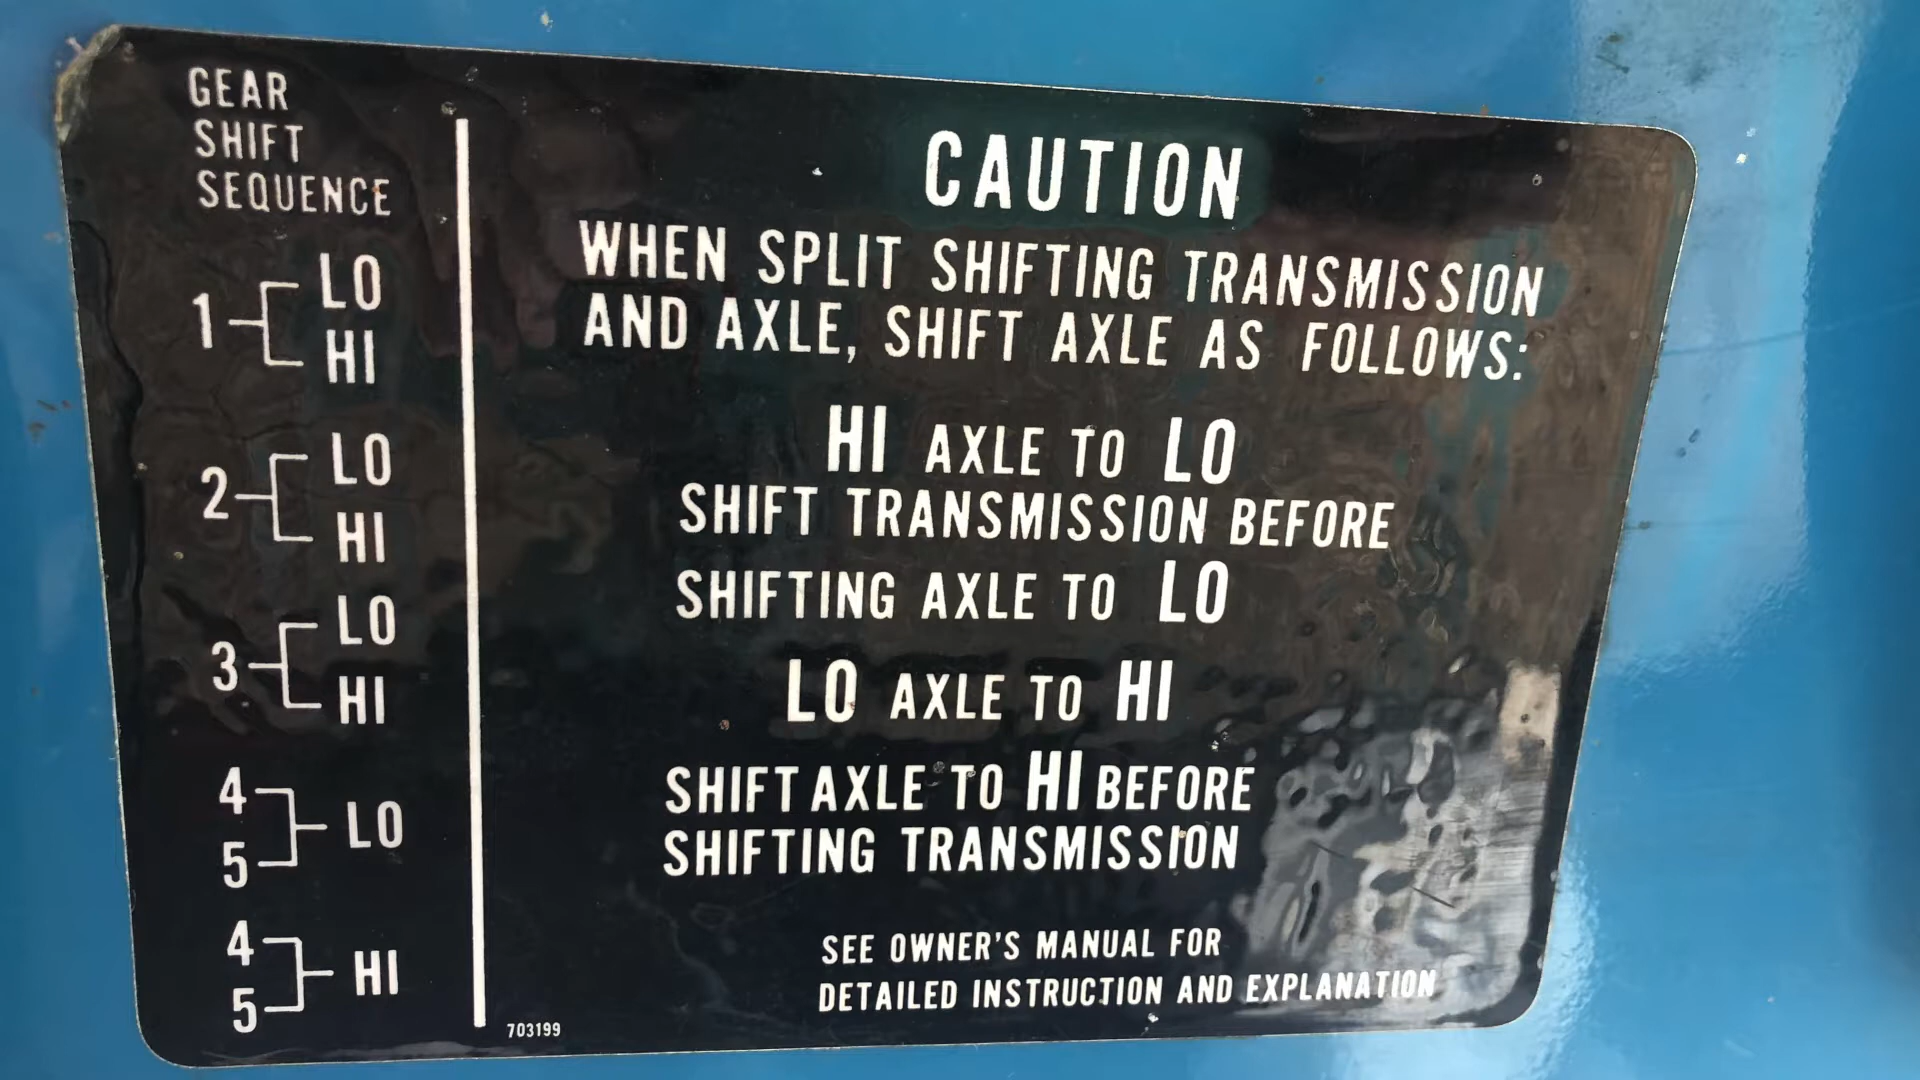 GEAR
SHIFT
SEQUENCE
1 LO
HI
2 LO
HI
3 LO
HI
4
5 LO
4
5 HI
CAUTION
WHEN SPLIT SHIFTING TRANSMISSION
AND AXLE, SHIFT AXLE AS FOLLOWS:
HI AXLE TO LO
SHIFT TRANSMISSION BEFORE
SHIFTING AXLE TO LO
LO AXLE TO HI
SHIFT AXLE TO HI BEFORE
SHIFTING TRANSMISSION
SEE OWNER'S MANUAL FOR
DETAILED INSTRUCTION AND EXPLANATION
703199